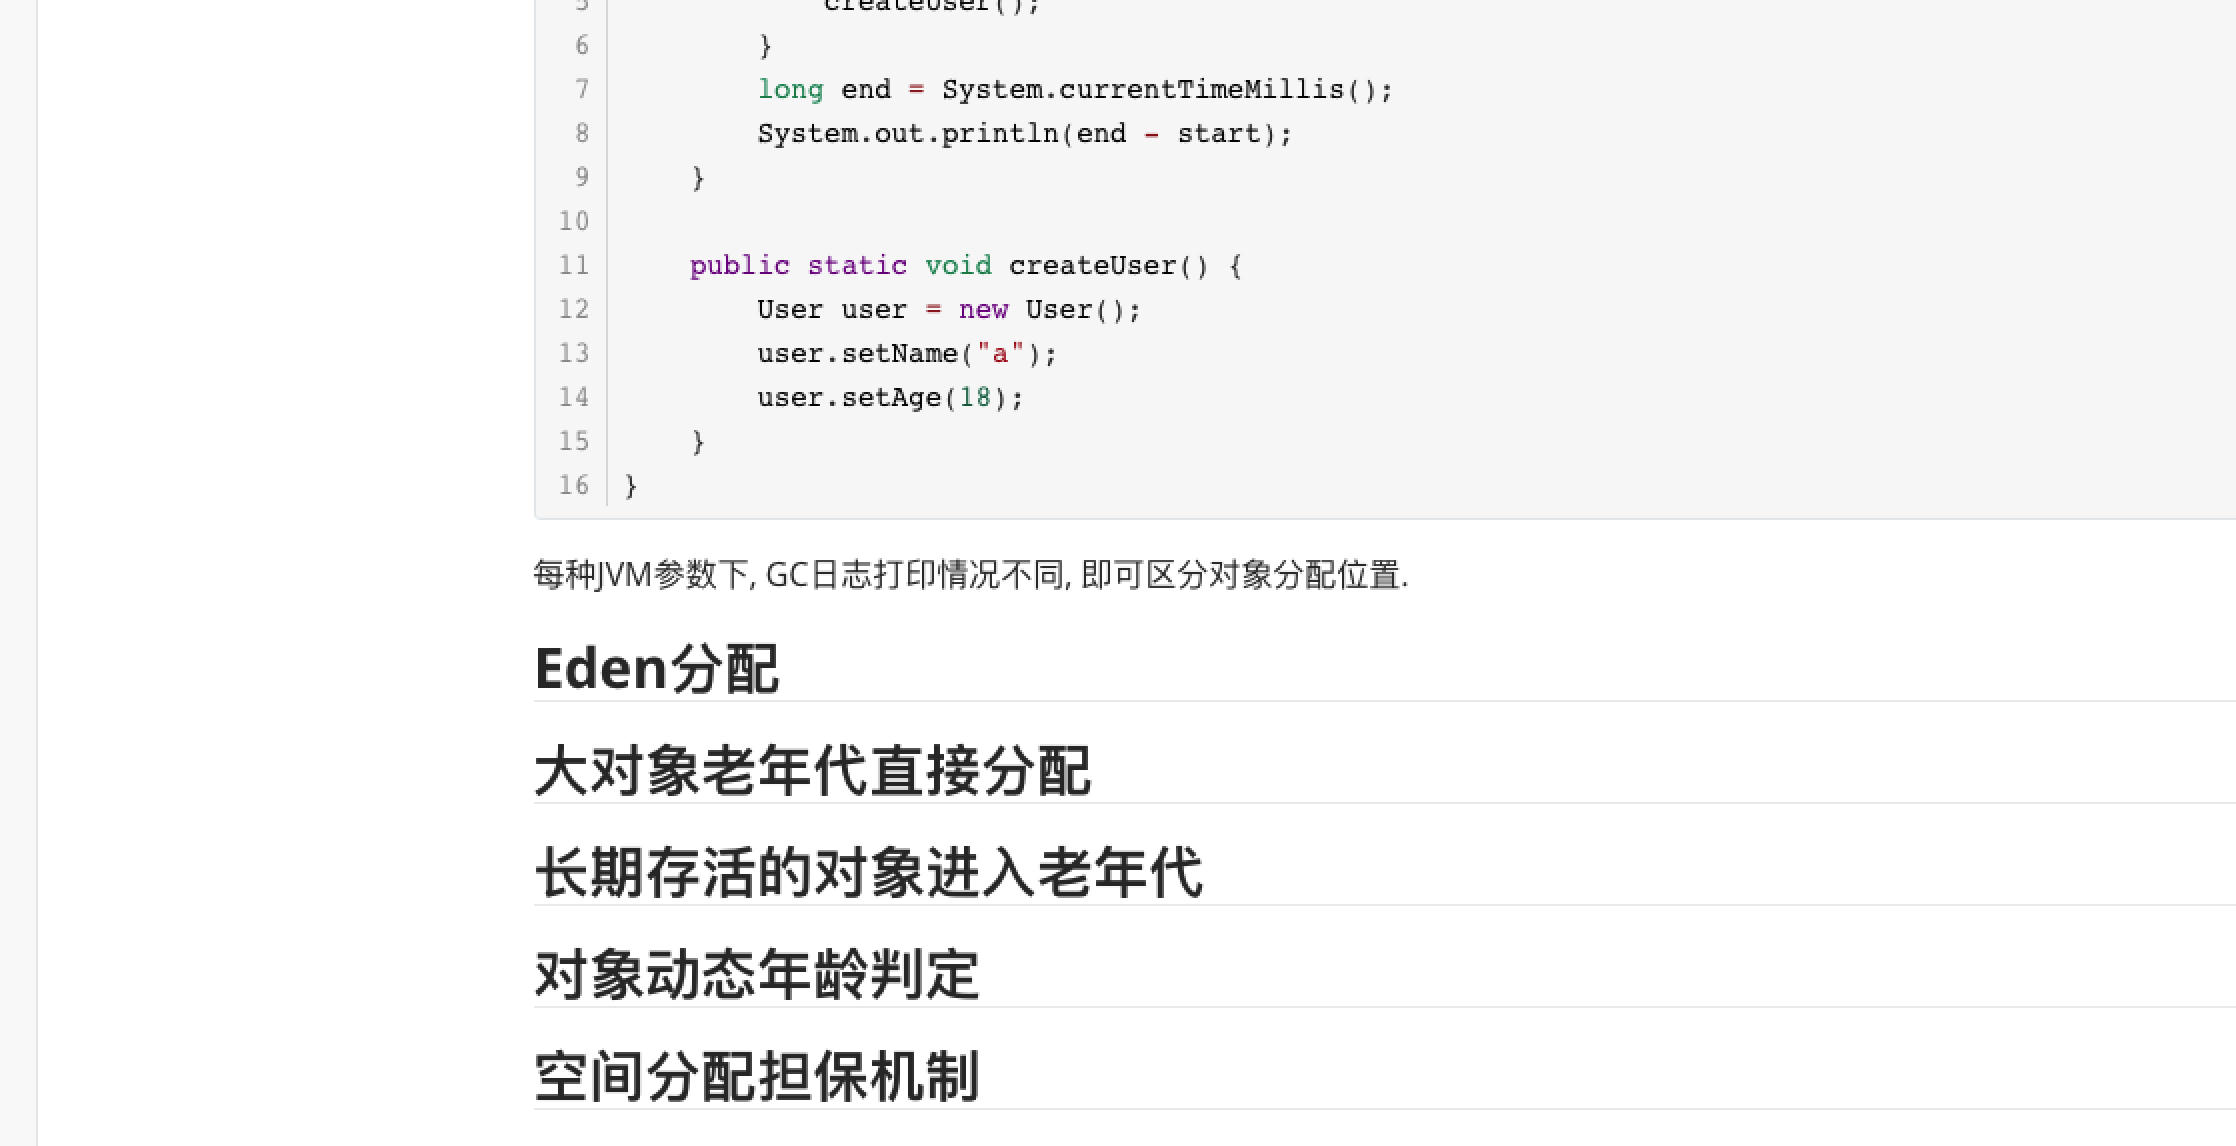 5 createUser();
6 }
7 long end = System.currentTimeMillis();
8 System.out.println(end - start);
9 }
10
11 public static void createUser() {
12 User user = new User();
13 user.setName("a");
14 user.setAge(18);
15 }
16 }
每种JVM参数下, GC日志打印情况不同, 即可区分对象分配位置.
Eden分配
大对象老年代直接分配
长期存活的对象进入老年代
对象动态年龄判定
空间分配担保机制